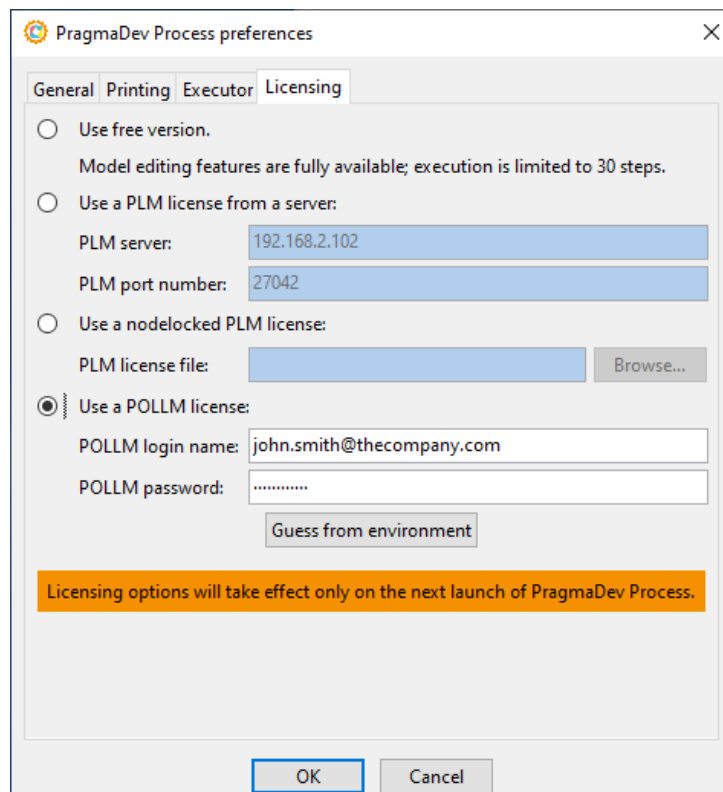 PragmaDev Process preferences
General Printing Executor Licensing
Use free version.
Model editing features are fully available; execution is limited to 30 steps.
Use a PLM license from a server:
PLM server: 192.168.2.102
PLM port number: 27042
Use a nodelocked PLM license:
PLM license file: Browse...
Use a POLLM license:
POLLM login name: john.smith@thecompany.com
POLLM password: ............
Guess from environment
Licensing options will take effect only on the next launch of PragmaDev Process.
OK Cancel